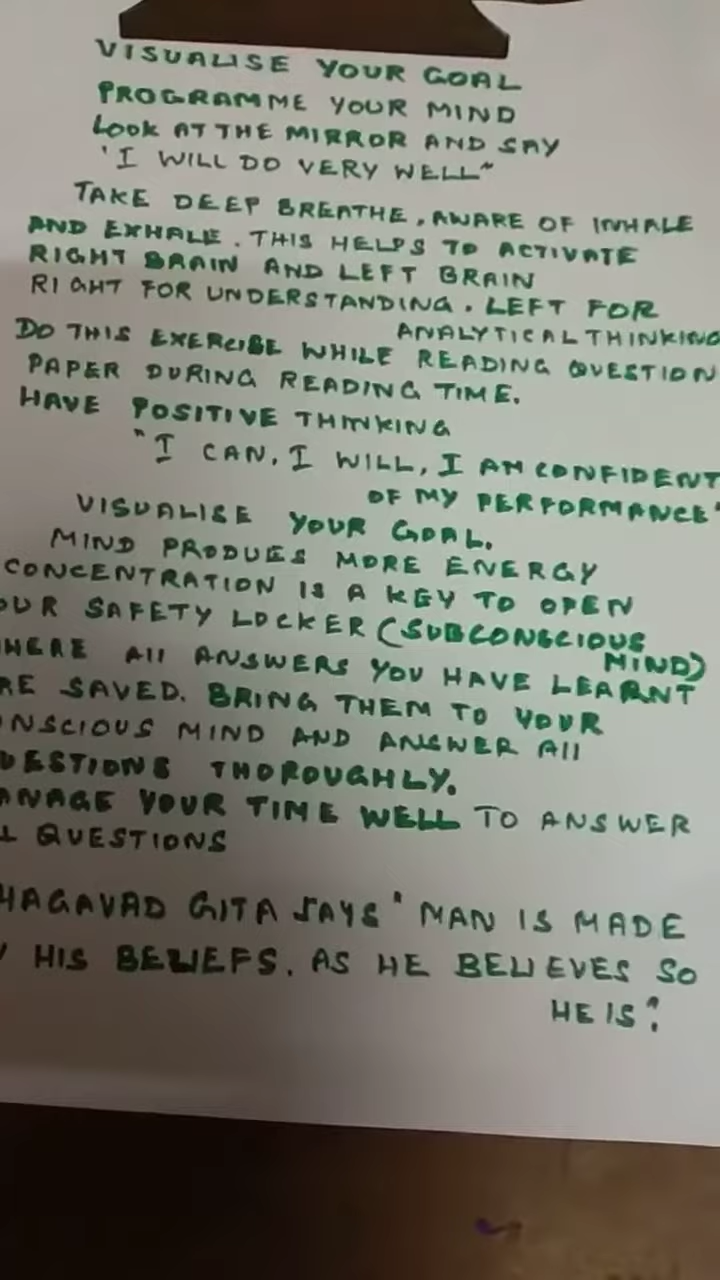 VISUALISE YOUR GOAL
PROGRAMME YOUR MIND
LOOK AT THE MIRROR AND SAY
'I WILL DO VERY WELL"
TAKE DEEP BREATHE, AWARE OF INHALE
AND EXHALE. THIS HELPS TO ACTIVATE
RIGHT BRAIN AND LEFT BRAIN
RIGHT FOR UNDERSTANDING. LEFT FOR
ANALYTICAL THINKING
DO THIS EXERCISE WHILE READING QUESTION
PAPER DURING READING TIME.
HAVE POSITIVE THINKING
"I CAN, I WILL, I AM CONFIDENT
OF MY PERFORMANCE"
VISUALISE YOUR GOAL.
MIND PRODUES MORE ENERGY
CONCENTRATION IS A KEY TO OPEN
OUR SAFETY LOCKER (SUBCONSCIOUS
MIND)
HERE All ANSWERS YOU HAVE LEARNT
RE SAVED. BRING THEM TO YOUR
ONSCIOUS MIND AND ANSWER All
UESTIONS THOROUGHLY.
ANAGE YOUR TIME WELL TO ANSWER
L QUESTIONS
HAGAVAD GITA SAYS "MAN IS MADE
Y HIS BELIEFS. AS HE BELIEVES SO
HE IS".